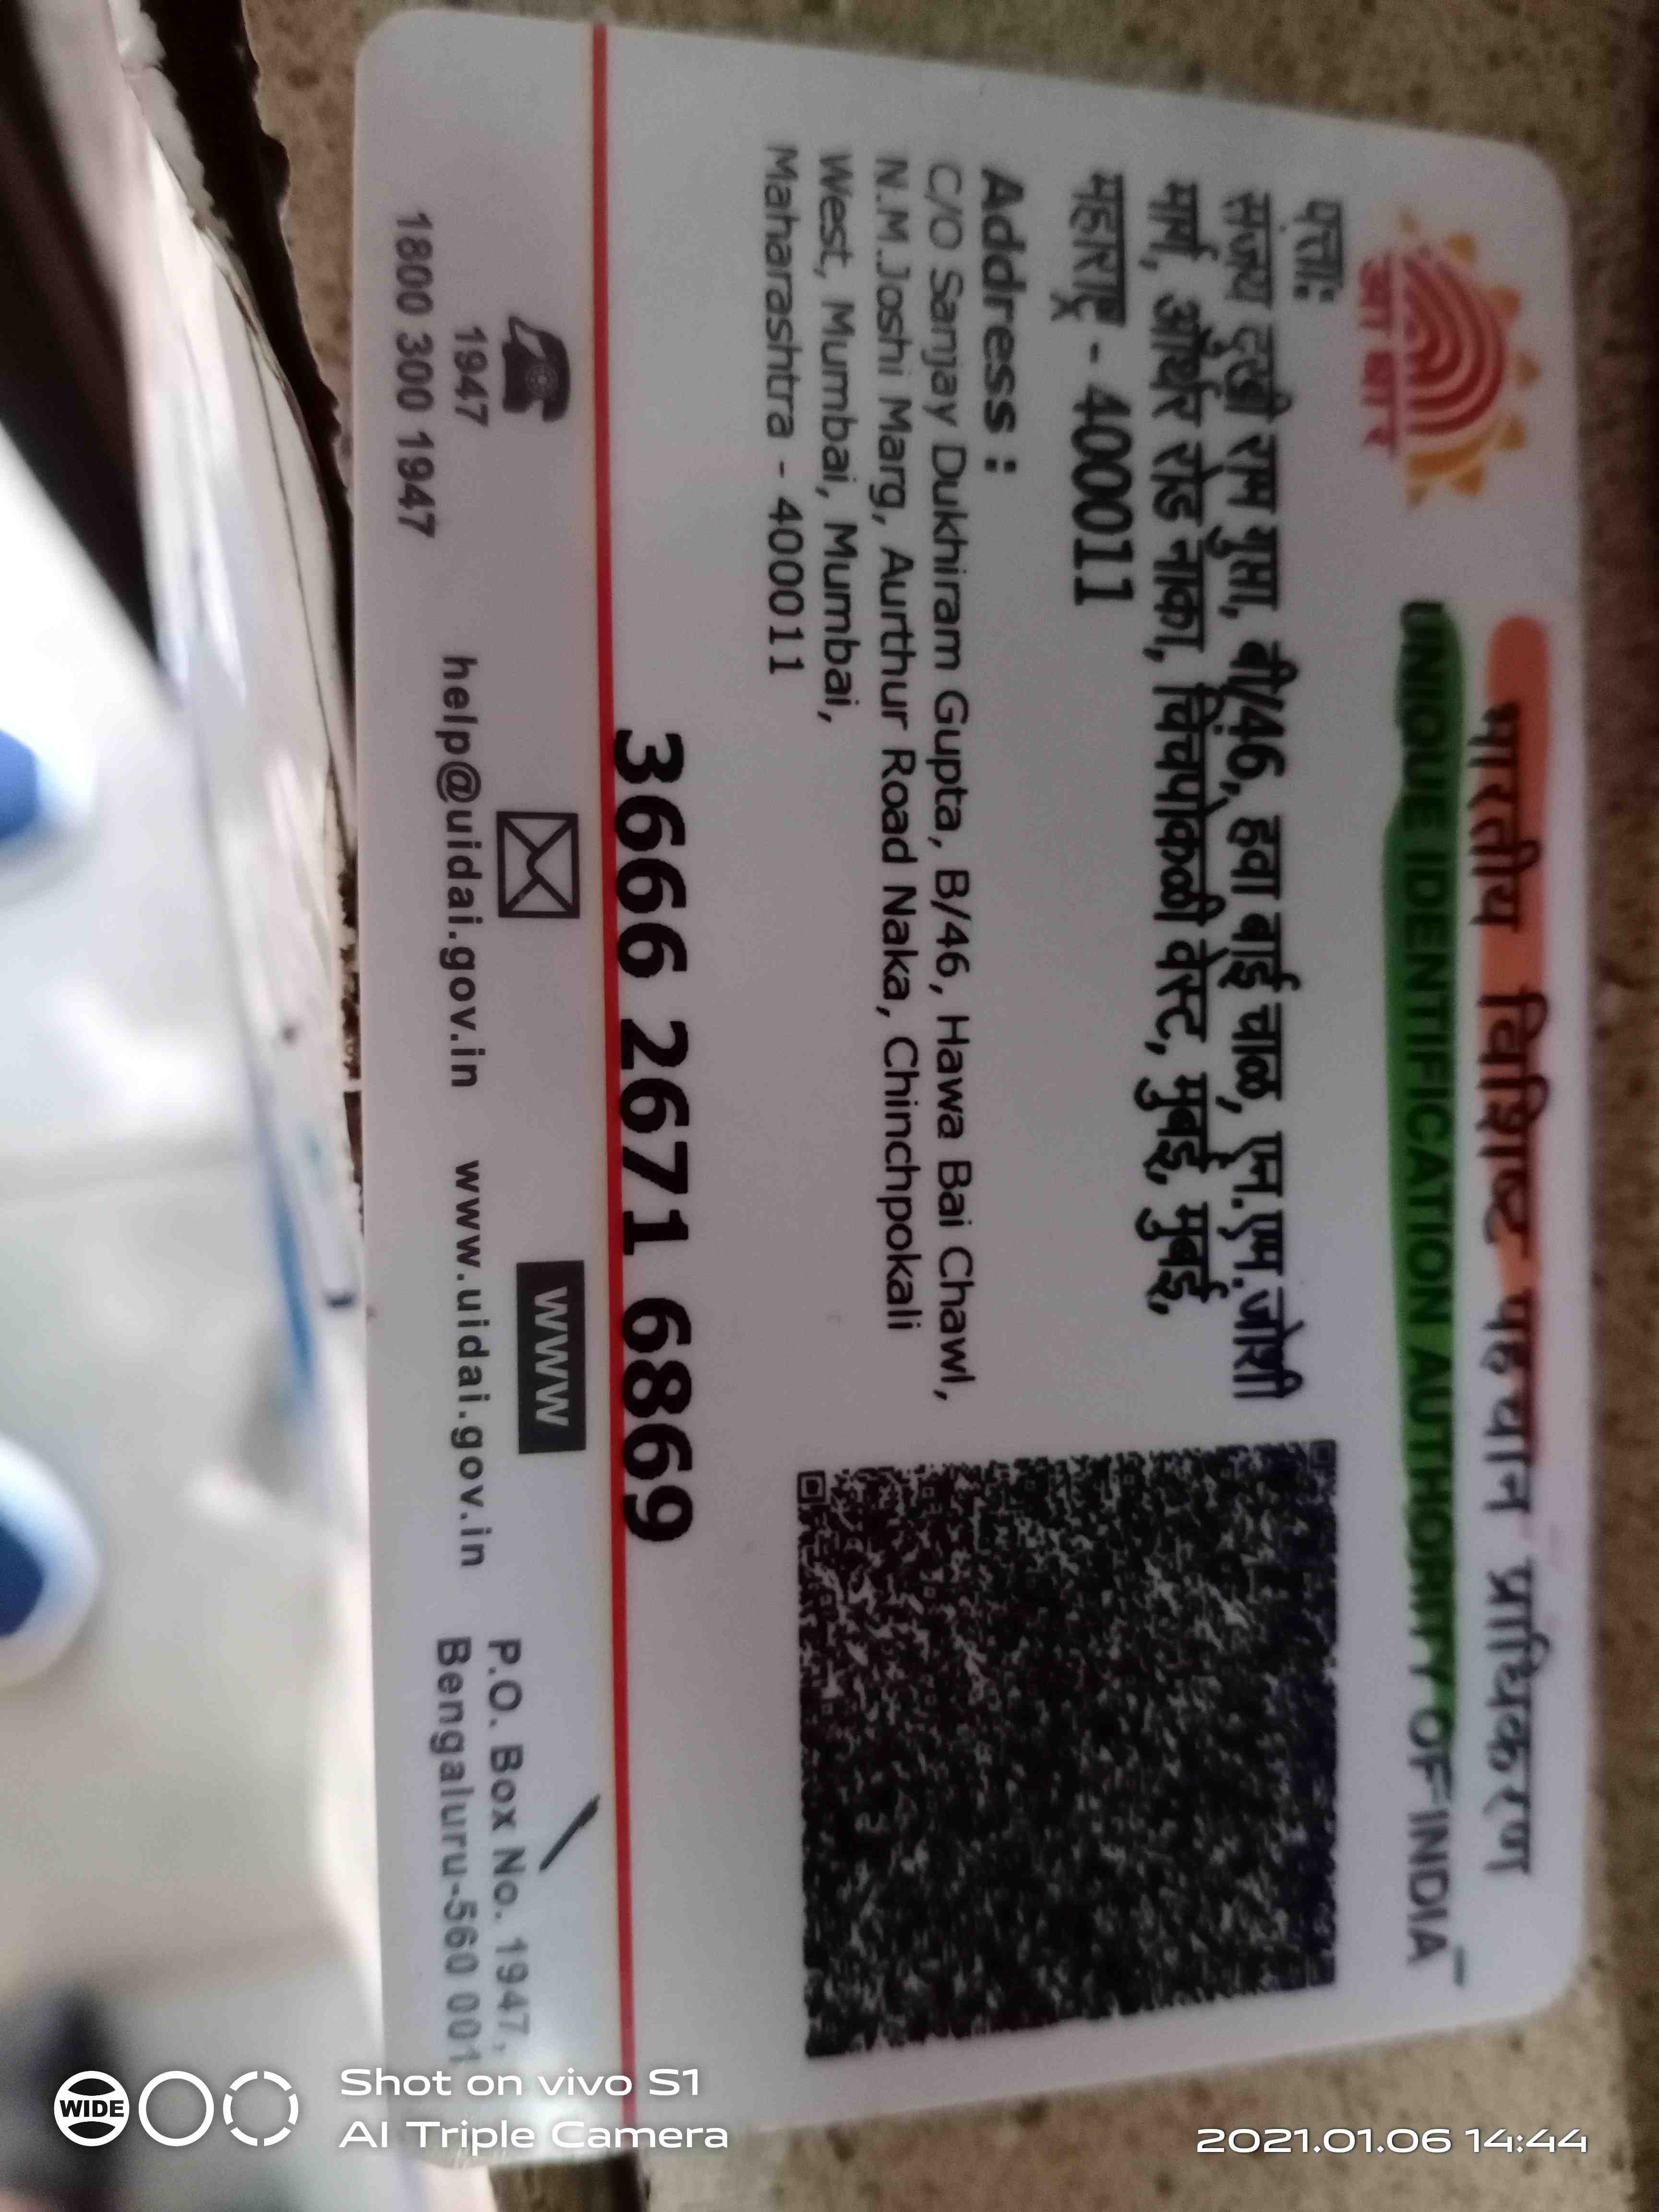 भारतीय विशिष्ट पहचान प्राधिकरण
UNIQUE IDENTIFICATION AUTHORITY OF INDIA
आधार
पत्ता:
संजय दुखी राम गुप्ता, बी/46, हवा बाई चाळ, एन.एम.जोशी
मार्ग, ऑर्थर रोड नाका, चिंचपोकळी वेस्ट, मुंबई, मुंबई,
महाराष्ट्र - 400011
Address :
C/O Sanjay Dukhiram Gupta, B/46, Hawa Bai Chawl,
N.M.Joshi Marg, Aurthur Road Naka, Chinchpokali
West, Mumbai, Mumbai,
Maharashtra - 400011
3666 2671 6869
WWW
1947
1800 3000 1947
help@uidai.gov.in
www.uidai.gov.in
P.O. Box No. 1947,
Bengaluru-560 001
WIDE
Shot on vivo S1
AI Triple Camera
2021.01.06 14:44